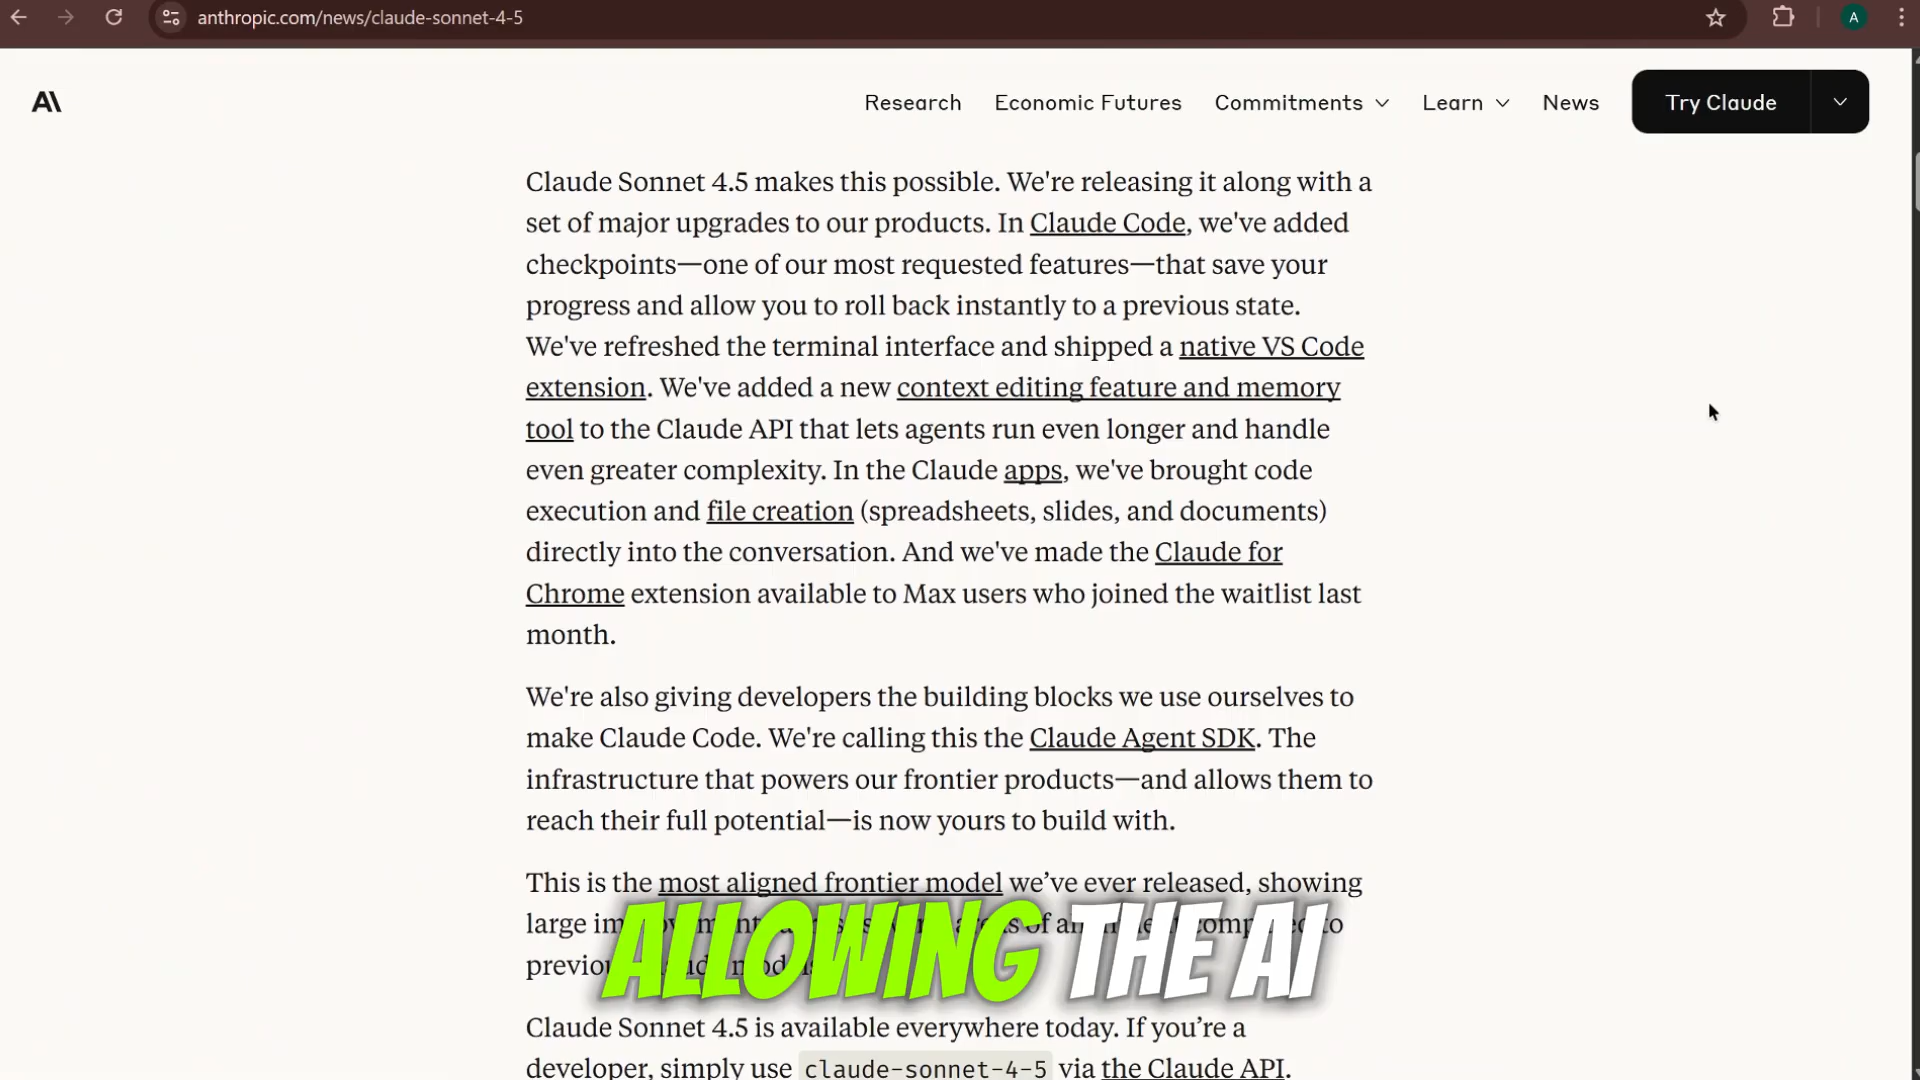 anthropic.com/news/claude-sonnet-4-5
A
A\
Research
Economic Futures
Commitments
Learn
News
Try Claude
Claude Sonnet 4.5 makes this possible. We're releasing it along with a
set of major upgrades to our products. In Claude Code, we've added
checkpoints—one of our most requested features—that save your
progress and allow you to roll back instantly to a previous state.
We've refreshed the terminal interface and shipped a native VS Code
extension. We've added a new context editing feature and memory
tool to the Claude API that lets agents run even longer and handle
even greater complexity. In the Claude apps, we've brought code
execution and file creation (spreadsheets, slides, and documents)
directly into the conversation. And we've made the Claude for
Chrome extension available to Max users who joined the waitlist last
month.
We're also giving developers the building blocks we use ourselves to
make Claude Code. We're calling this the Claude Agent SDK. The
infrastructure that powers our frontier products—and allows them to
reach their full potential—is now yours to build with.
This is the most aligned frontier model we’ve ever released, showing
large of to
ALLOWING THE AI
Claude Sonnet 4.5 is available everywhere today. If you’re a
developer, simply use claude-sonnet-4-5 via the Claude API.